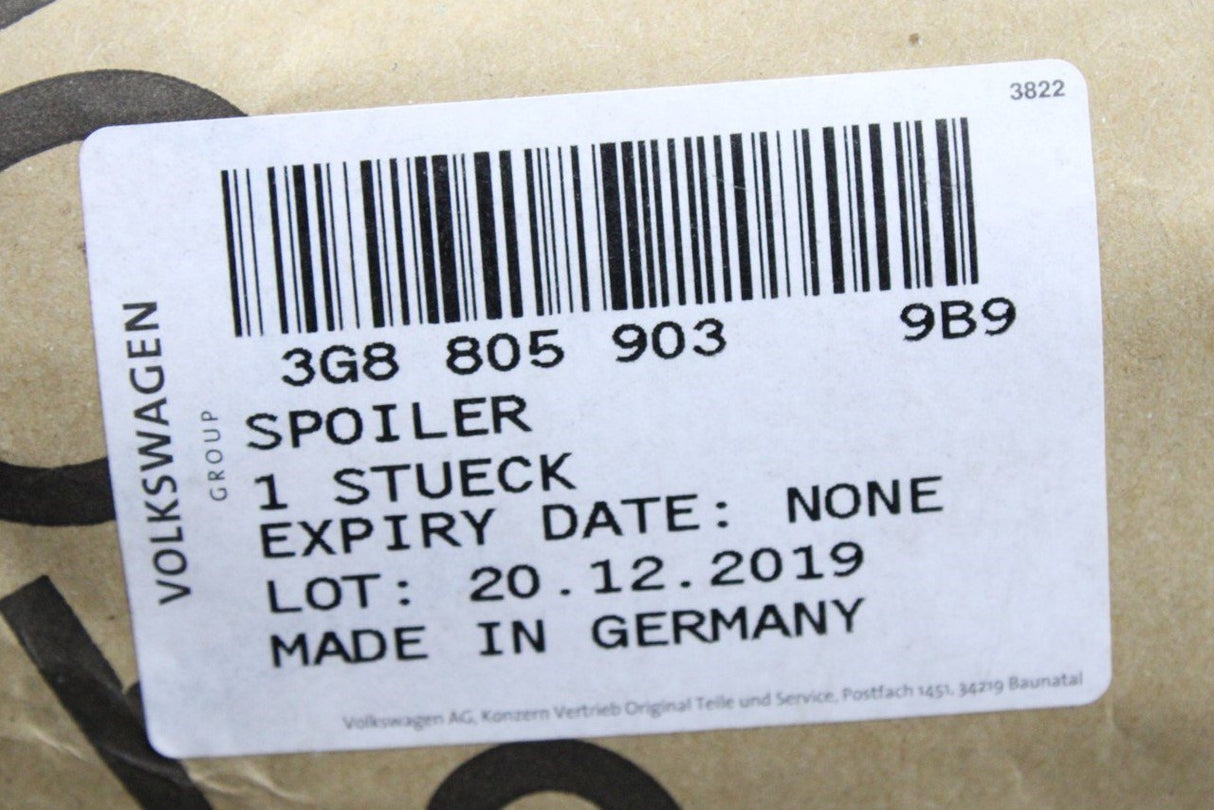 3822
3G8 805 903 9B9
SPOILER
1 STUECK
EXPIRY DATE: NONE
LOT: 20.12.2019
MADE IN GERMANY
VOLKSWAGEN
GROUP
Volkswagen AG, Konzern Vertrieb Original Teile und Service, Postfach 1451, 34219 Baunatal